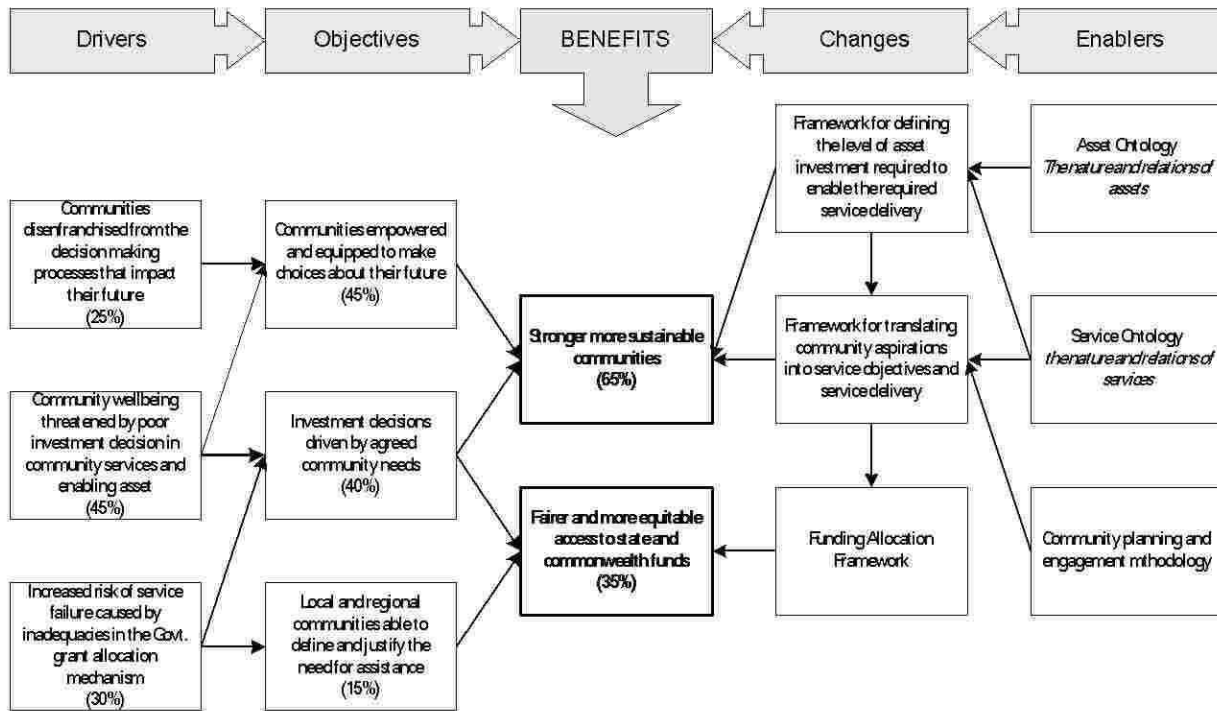 Drivers
Objectives
BENEFITS
Changes
Enablers
Communities
disenfranchised from the
decision making
processes that impact
their future
(25%)
Community wellbeing
threatened by poor
investment decision in
community services and
enabling asset
(45%)
Increased risk of service
failure caused by
inadequacies in the Govt.
grant allocation
mechanism
(30%)
Communities empowered
and equipped to make
choices about their future
(45%)
Investment decisions
driven by agreed
community needs
(40%)
Local and regional
communities able to
define and justify the
need for assistance
(15%)
Stronger more sustainable
communities
(65%)
Fairer and more equitable
access to state and
commonwealth funds
(35%)
Framework for defining
the level of asset
investment required to
enable the required
service delivery
Framework for translating
community aspirations
into service objectives and
service delivery
Funding Allocation
Framework
Asset Ontology
The nature and relations of
assets
Service Ontology
the nature and relations of
services
Community planning and
engagement mthodology